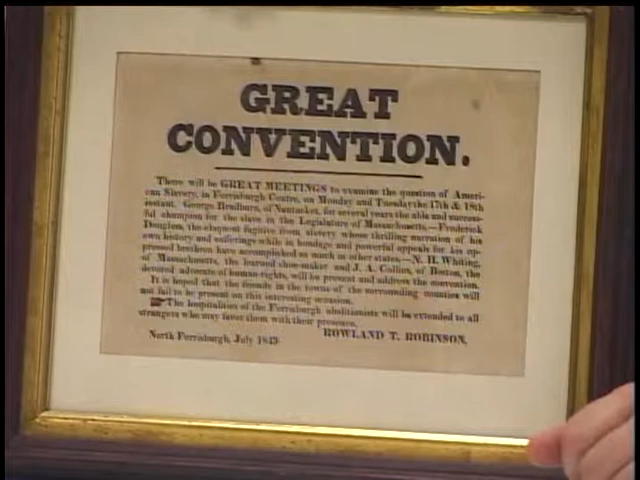 GREAT
CONVENTION.
There will be GREAT MEETINGS to examine the question of Ameri-
can Slavery, in Ferrisburgh Centre, on Monday and Tuesday the 17th & 18th
instant. George Bradburn, of Nantucket, for several years the able and success-
ful champion for the slave in the Legislature of Massachusetts,—Frederick
Douglass, the eloquent fugitive from slavery whose thrilling narration of his
own history and sufferings while in bondage and powerful appeals for his op-
pressed brethren have accomplished so much in other states,—N. H. Whiting,
of Massachusetts, the learned shoe-maker and J. A. Collins, of Boston, the
devoted advocate of human-rights, will be present and address the convention.
It is hoped that the friends in the towns of the surrounding counties will
not fail to be present on this interesting occasion.
The hospitalities of the Ferrisburgh abolitionists will be extended to all
strangers who may favor them with their presence.
ROWLAND T. ROBINSON.
North Ferrisburgh, July 1843